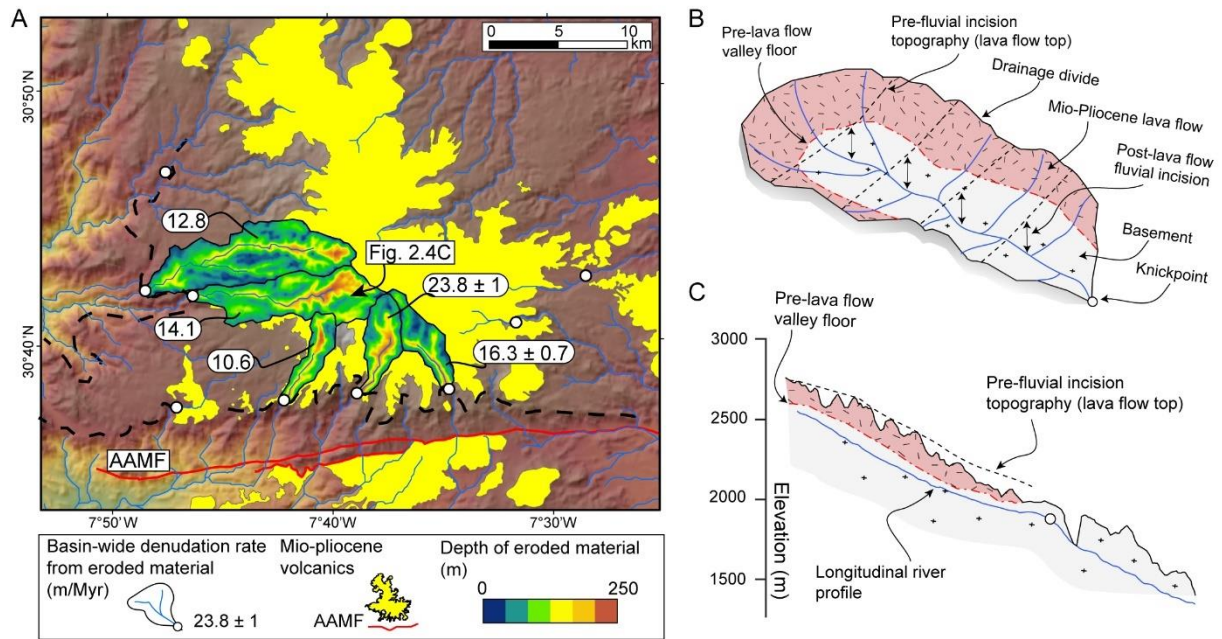 A
0 5 10
km
30°50'N
30°40'N
12.8
Fig. 2.4C
23.8 ± 1
14.1
10.6
16.3 ± 0.7
AAMF
7°50'W
7°40'W
7°30'W
Basin-wide denudation rate
from eroded material
(m/Myr)
23.8 ± 1
Mio-pliocene
volcanics
AAMF
Depth of eroded material
(m)
0
250
B
Pre-lava flow
valley floor
Pre-fluvial incision
topography (lava flow top)
Drainage divide
Mio-Pliocene lava flow
Post-lava flow
fluvial incision
Basement
Knickpoint
C
Pre-lava flow
valley floor
3000
2500
2000
1500
Elevation (m)
Pre-fluvial incision
topography (lava flow top)
Longitudinal river
profile